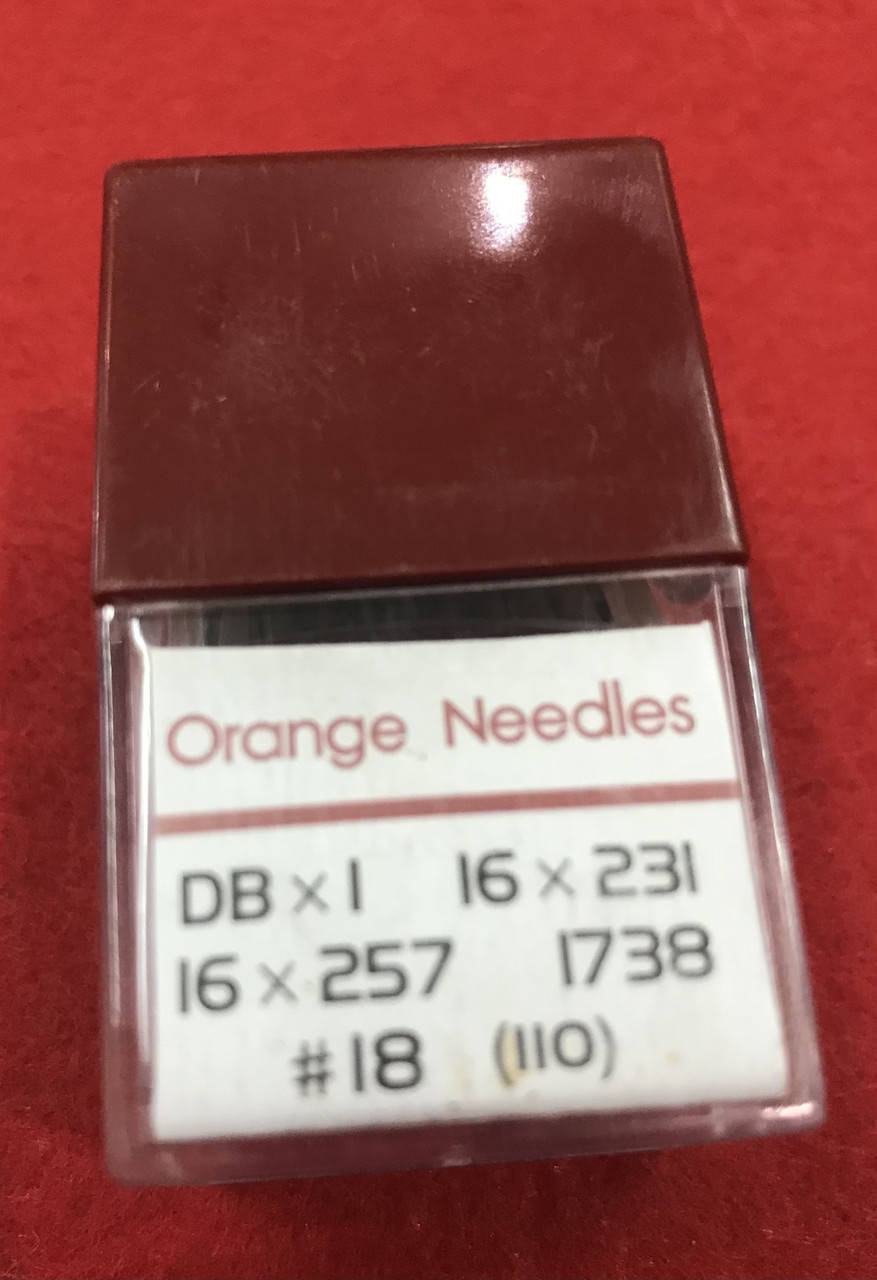 Orange Needles
DB × 1 16 × 231
16 × 257 1738
#18 (110)